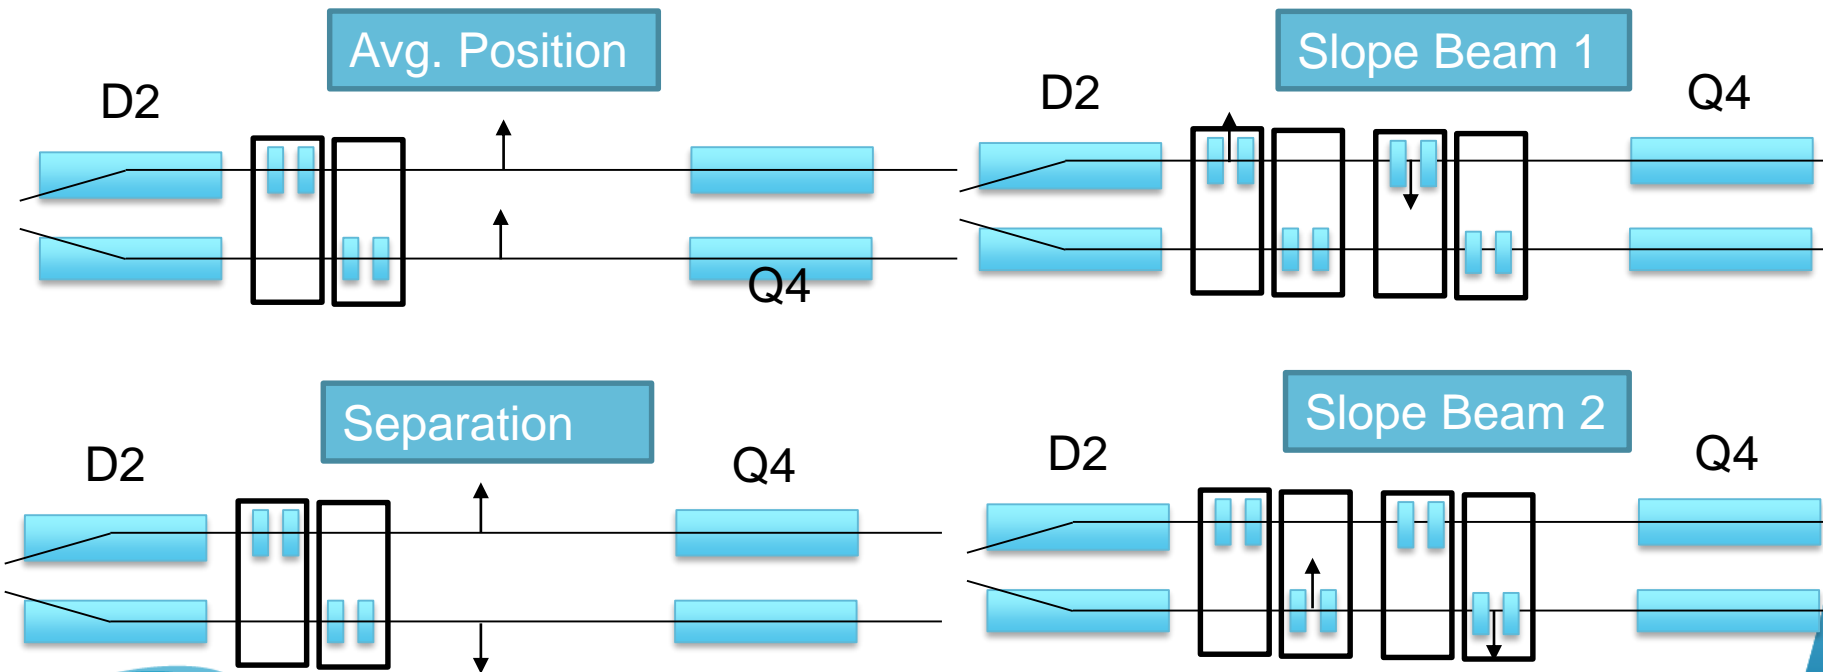 Avg. Position
D2
Q4
Slope Beam 1
D2
Q4
Separation
D2
Q4
Slope Beam 2
D2
Q4